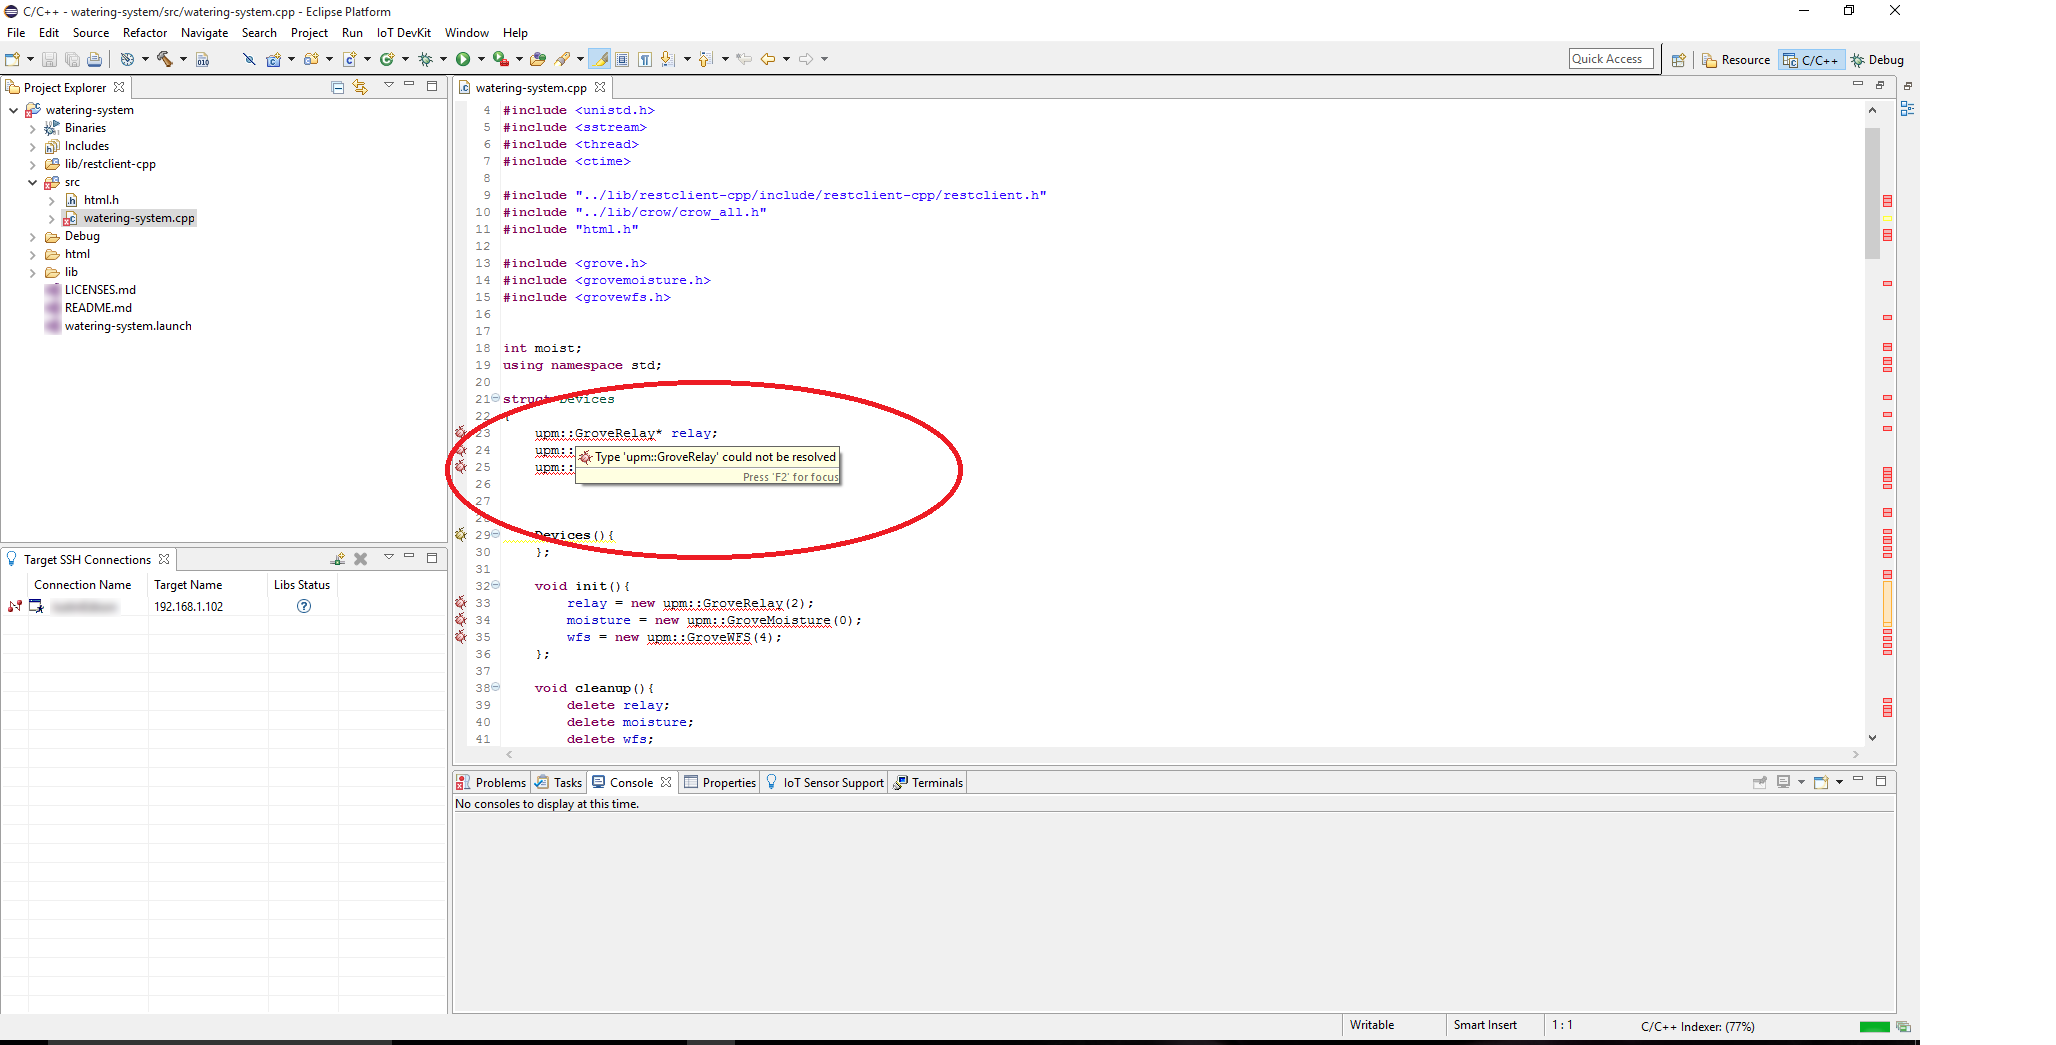 C/C++ - watering-system/src/watering-system.cpp - Eclipse Platform
File Edit Source Refactor Navigate Search Project Run IoT DevKit Window Help
Quick Access Resource C/C++ Debug
Project Explorer
watering-system
Binaries
Includes
lib/restclient-cpp
src
html.h
watering-system.cpp
Debug
html
lib
LICENSES.md
README.md
watering-system.launch
Target SSH Connections
Connection Name Target Name Libs Status
192.168.1.102
watering-system.cpp
4 #include <unistd.h>
5 #include <sstream>
6 #include <thread>
7 #include <ctime>
8
9 #include "../lib/restclient-cpp/include/restclient-cpp/restclient.h"
10 #include "../lib/crow/crow_all.h"
11 #include "html.h"
12
13 #include <grove.h>
14 #include <grovemoisture.h>
15 #include <grovewfs.h>
16
17
18 int moist;
19 using namespace std;
20
21 struct Devices
22 {
23 upm::GroveRelay* relay;
24 upm::
25 upm::
Type 'upm::GroveRelay' could not be resolved
Press 'F2' for focus
26
27
28
29 Devices(){
30 };
31
32 void init(){
33 relay = new upm::GroveRelay(2);
34 moisture = new upm::GroveMoisture(0);
35 wfs = new upm::GroveWFS(4);
36 };
37
38 void cleanup(){
39 delete relay;
40 delete moisture;
41 delete wfs;
Problems Tasks Console Properties IoT Sensor Support Terminals
No consoles to display at this time.
Writable Smart Insert 1 : 1 C/C++ Indexer: (77%)